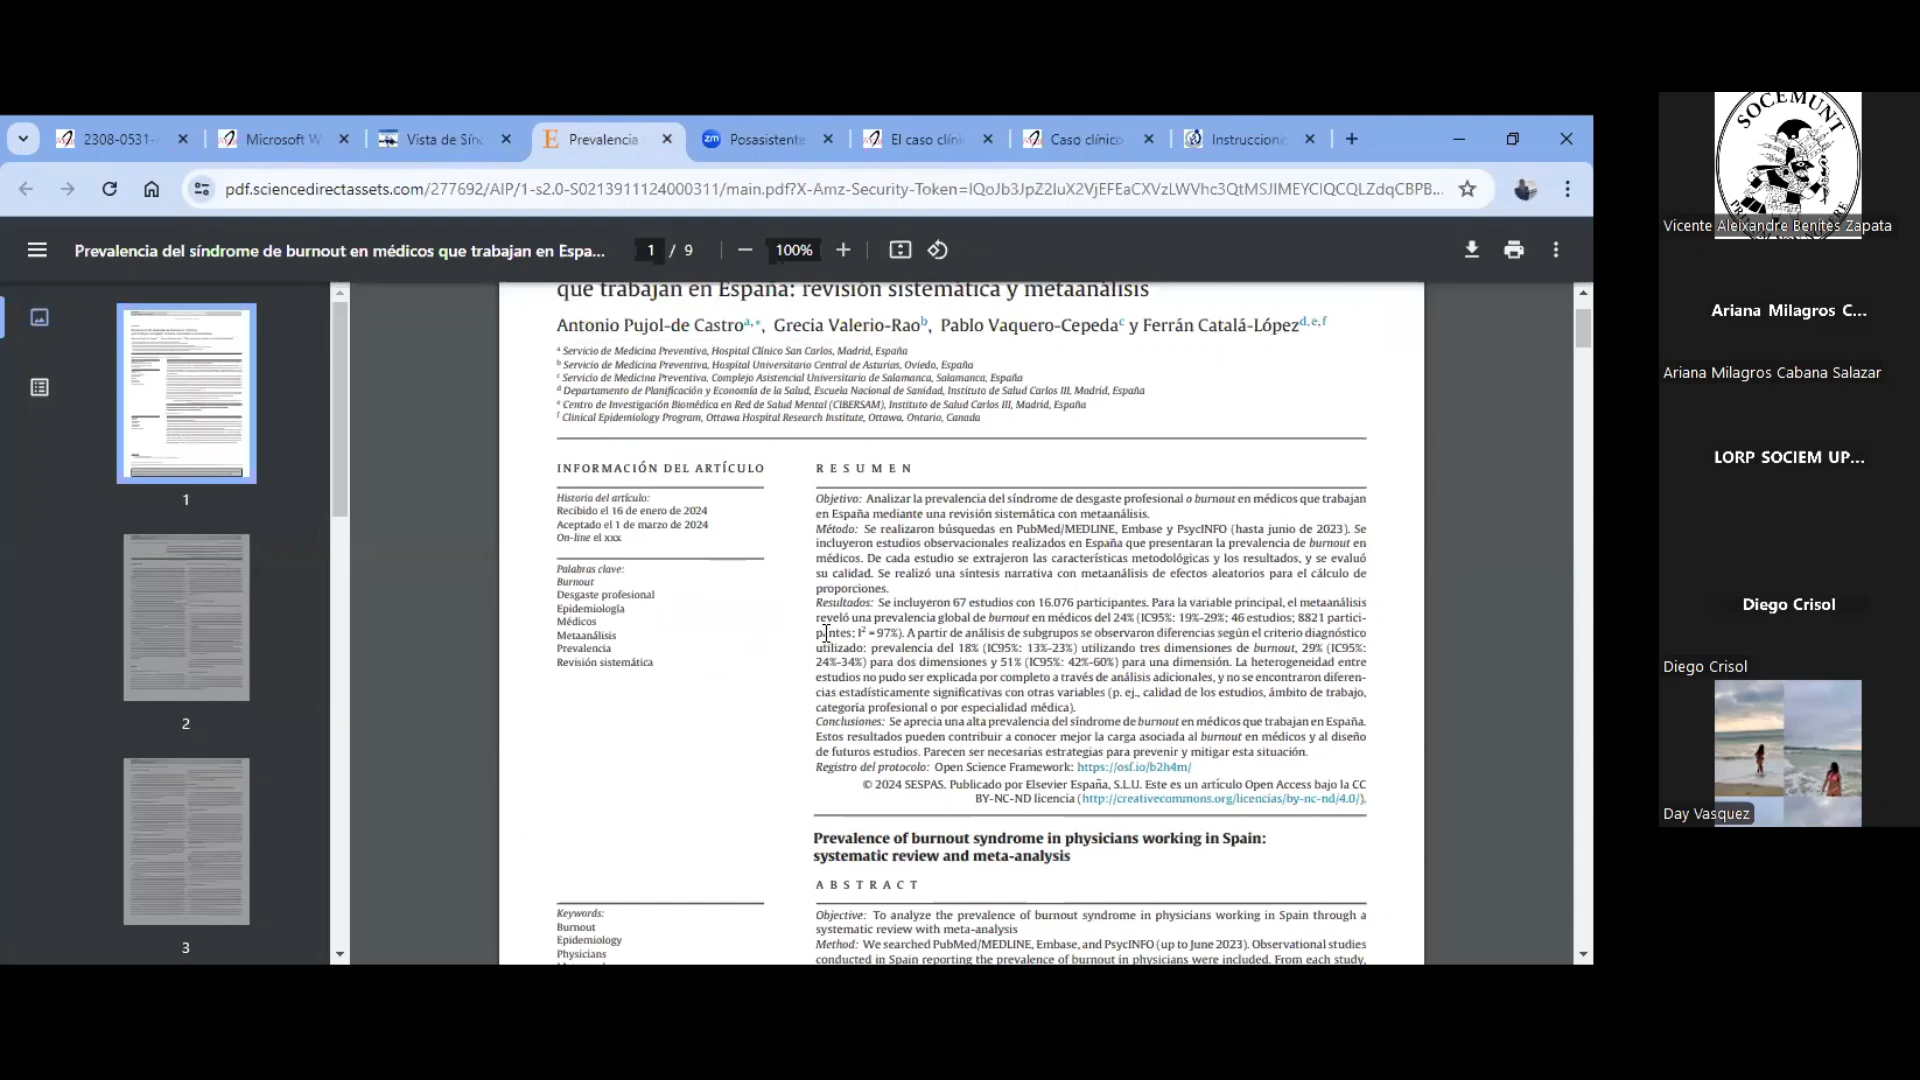 2308-0531-
Microsoft W
Vista de Sín
Prevalencia
Posasistente
El caso clíni
Caso clínico
Instruccione
pdf.sciencedirectassets.com/277692/AIP/1-s2.0-S0213911124000311/main.pdf?X-Amz-Security-Token=IQoJb3JpZ2luX2VjEFEaCXVzLWVhc3QtMSJIMEYCIQCQLZdqCBPB...
Prevalencia del síndrome de burnout en médicos que trabajan en Espa...
1 / 9
100%
que trabajan en España: revisión sistemática y metaanálisis
Antonio Pujol-de Castro a,*, Grecia Valerio-Rao b, Pablo Vaquero-Cepeda c y Ferrán Catalá-López d,e,f
a Servicio de Medicina Preventiva, Hospital Clínico San Carlos, Madrid, España
b Servicio de Medicina Preventiva, Hospital Universitario Central de Asturias, Oviedo, España
c Servicio de Medicina Preventiva, Complejo Asistencial Universitario de Salamanca, Salamanca, España
d Departamento de Planificación y Economía de la Salud, Escuela Nacional de Sanidad, Instituto de Salud Carlos III, Madrid, España
e Centro de Investigación Biomédica en Red de Salud Mental (CIBERSAM), Instituto de Salud Carlos III, Madrid, España
f Clinical Epidemiology Program, Ottawa Hospital Research Institute, Ottawa, Ontario, Canada
INFORMACIÓN DEL ARTÍCULO
Historia del artículo:
Recibido el 16 de enero de 2024
Aceptado el 1 de marzo de 2024
On-line el xxx
Palabras clave:
Burnout
Desgaste profesional
Epidemiología
Médicos
Metaanálisis
Prevalencia
Revisión sistemática
RESUMEN
Objetivo: Analizar la prevalencia del síndrome de desgaste profesional o burnout en médicos que trabajan
en España mediante una revisión sistemática con metaanálisis.
Método: Se realizaron búsquedas en PubMed/MEDLINE, Embase y PsycINFO (hasta junio de 2023). Se
incluyeron estudios observacionales realizados en España que presentaran la prevalencia de burnout en
médicos. De cada estudio se extrajeron las características metodológicas y los resultados, y se evaluó
su calidad. Se realizó una síntesis narrativa con metaanálisis de efectos aleatorios para el cálculo de
proporciones.
Resultados: Se incluyeron 67 estudios con 16.076 participantes. Para la variable principal, el metaanálisis
reveló una prevalencia global de burnout en médicos del 24% (IC95%: 19%-29%; 46 estudios; 8821 partici-
pantes; I² = 97%). A partir de análisis de subgrupos se observaron diferencias según el criterio diagnóstico
utilizado: prevalencia del 18% (IC95%: 13%-23%) utilizando tres dimensiones de burnout, 29% (IC95%:
24%-34%) para dos dimensiones y 51% (IC95%: 42%-60%) para una dimensión. La heterogeneidad entre
estudios no pudo ser explicada por completo a través de análisis adicionales, y no se encontraron diferen-
cias estadísticamente significativas con otras variables (p. ej., calidad de los estudios, ámbito de trabajo,
categoría profesional o por especialidad médica).
Conclusiones: Se aprecia una alta prevalencia del síndrome de burnout en médicos que trabajan en España.
Estos resultados pueden contribuir a conocer mejor la carga asociada al burnout en médicos y al diseño
de futuros estudios. Parecen ser necesarias estrategias para prevenir y mitigar esta situación.
Registro del protocolo: Open Science Framework: https://osf.io/b2h4m/
© 2024 SESPAS. Publicado por Elsevier España, S.L.U. Este es un artículo Open Access bajo la CC
BY-NC-ND licencia (http://creativecommons.org/licencias/by-nc-nd/4.0/).
Prevalence of burnout syndrome in physicians working in Spain:
systematic review and meta-analysis
ABSTRACT
Keywords:
Burnout
Epidemiology
Physicians
Objective: To analyze the prevalence of burnout syndrome in physicians working in Spain through a
systematic review with meta-analysis
Method: We searched PubMed/MEDLINE, Embase, and PsycINFO (up to June 2023). Observational studies
conducted in Spain reporting the prevalence of burnout in physicians were included. From each study,
1
2
3
SOCEMUNT
Vicente Aleixandre Benites Zapata
Ariana Milagros C...
Ariana Milagros Cabana Salazar
LORP SOCIEM UP...
Diego Crisol
Diego Crisol
Day Vasquez